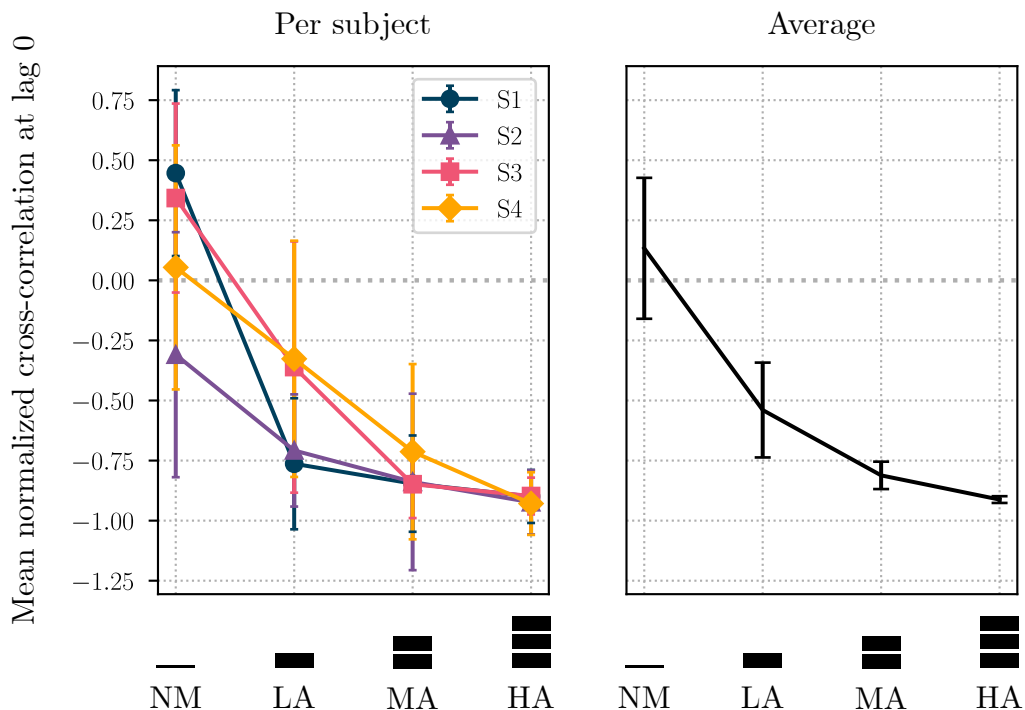 Per subject
Average
Mean normalized cross-correlation at lag 0
0.75
0.50
0.25
0.00
−0.25
−0.50
−0.75
−1.00
−1.25
S1
S2
S3
S4
NM LA MA HA
NM LA MA HA